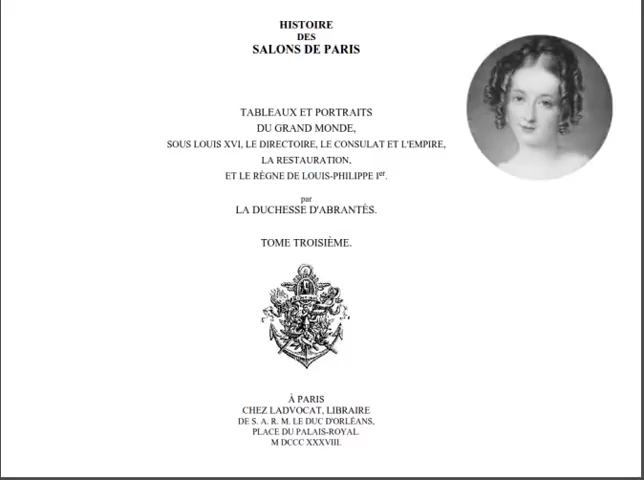 HISTOIRE
DES
SALONS DE PARIS
TABLEAUX ET PORTRAITS
DU GRAND MONDE,
SOUS LOUIS XVI, LE DIRECTOIRE, LE CONSULAT ET L'EMPIRE,
LA RESTAURATION,
ET LE RÈGNE DE LOUIS-PHILIPPE Ier.
par
LA DUCHESSE D'ABRANTÈS.
TOME TROISIÈME.
À PARIS
CHEZ LADVOCAT, LIBRAIRE
DE S. A. R. M. LE DUC D'ORLÉANS,
PLACE DU PALAIS-ROYAL.
M DCCC XXXVIII.